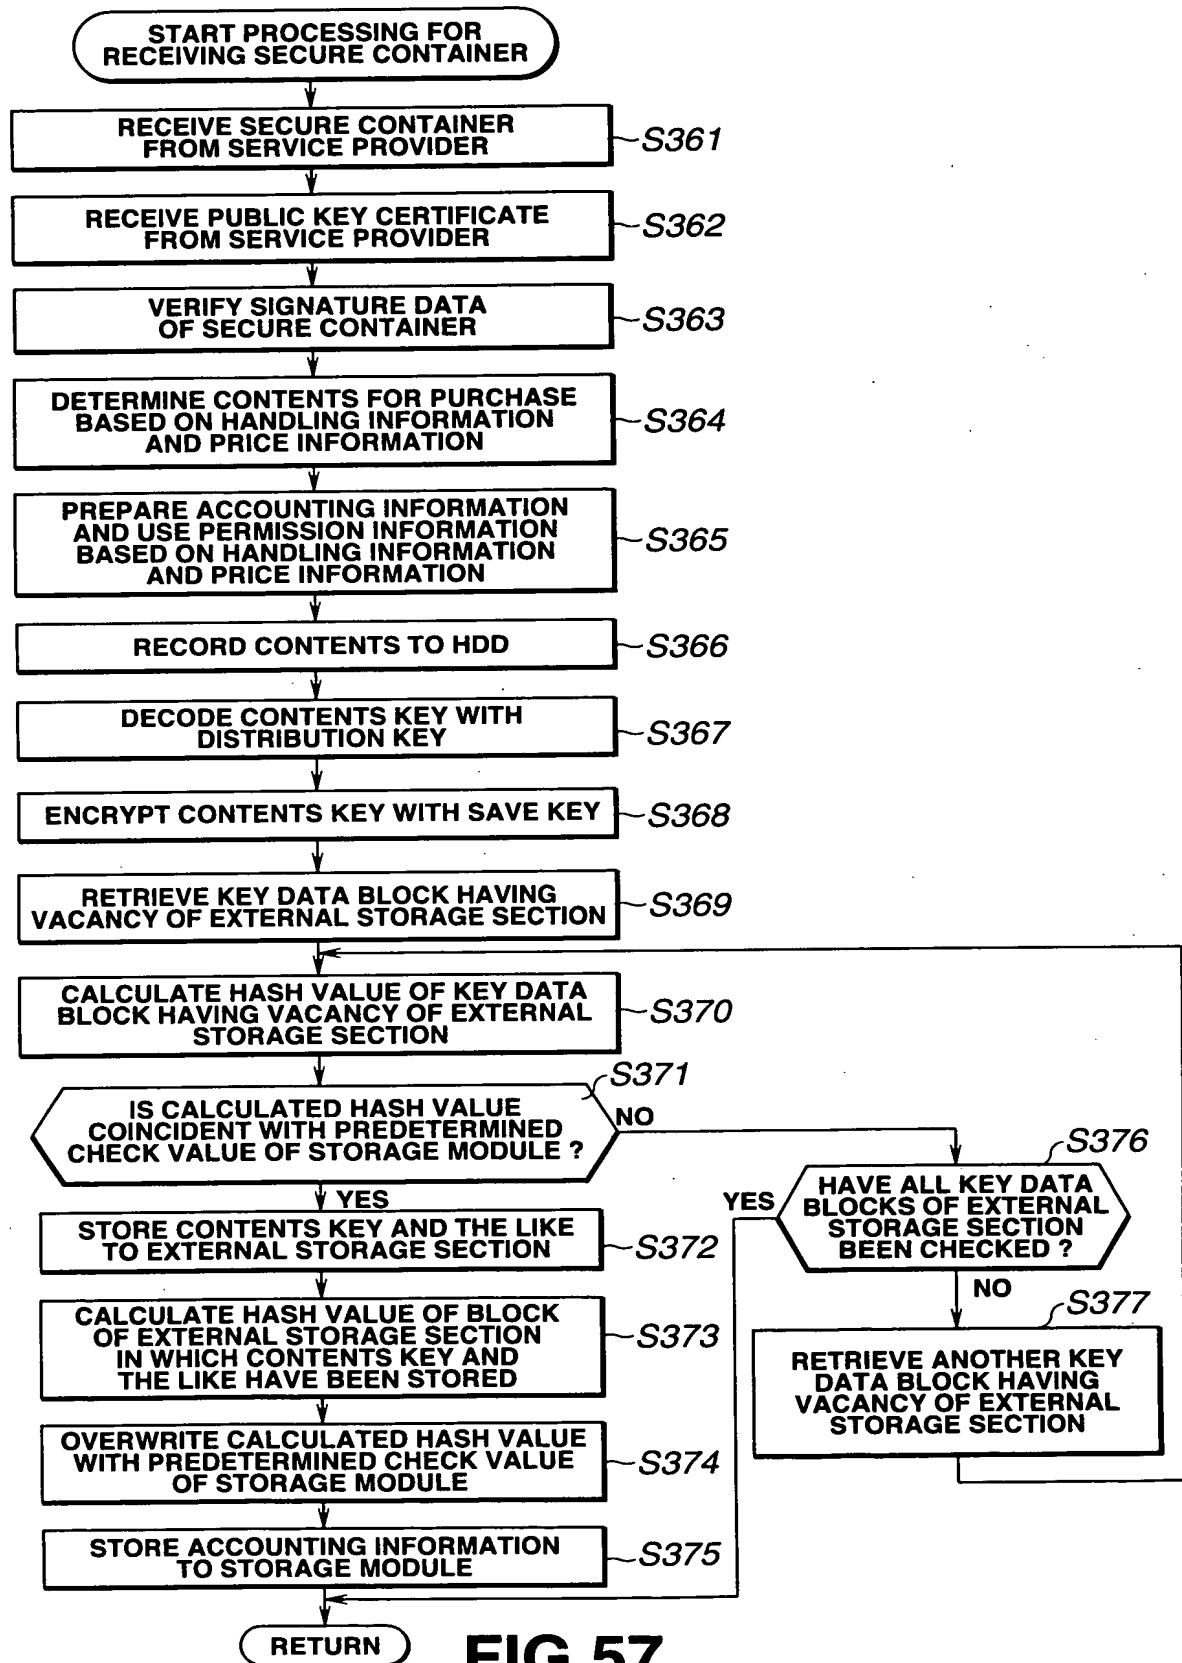 START PROCESSING FOR
RECEIVING SECURE CONTAINER
RECEIVE SECURE CONTAINER
FROM SERVICE PROVIDER
S361
RECEIVE PUBLIC KEY CERTIFICATE
FROM SERVICE PROVIDER
S362
VERIFY SIGNATURE DATA
OF SECURE CONTAINER
S363
DETERMINE CONTENTS FOR PURCHASE
BASED ON HANDLING INFORMATION
AND PRICE INFORMATION
S364
PREPARE ACCOUNTING INFORMATION
AND USE PERMISSION INFORMATION
BASED ON HANDLING INFORMATION
AND PRICE INFORMATION
S365
RECORD CONTENTS TO HDD
S366
DECODE CONTENTS KEY WITH
DISTRIBUTION KEY
S367
ENCRYPT CONTENTS KEY WITH SAVE KEY
S368
RETRIEVE KEY DATA BLOCK HAVING
VACANCY OF EXTERNAL STORAGE SECTION
S369
CALCULATE HASH VALUE OF KEY DATA
BLOCK HAVING VACANCY OF EXTERNAL
STORAGE SECTION
S370
S371
IS CALCULATED HASH VALUE
COINCIDENT WITH PREDETERMINED
CHECK VALUE OF STORAGE MODULE ?
NO
YES
S376
HAVE ALL KEY DATA
BLOCKS OF EXTERNAL
STORAGE SECTION
BEEN CHECKED ?
YES
NO
STORE CONTENTS KEY AND THE LIKE
TO EXTERNAL STORAGE SECTION
S372
S377
RETRIEVE ANOTHER KEY
DATA BLOCK HAVING
VACANCY OF EXTERNAL
STORAGE SECTION
CALCULATE HASH VALUE OF BLOCK
OF EXTERNAL STORAGE SECTION
IN WHICH CONTENTS KEY AND
THE LIKE HAVE BEEN STORED
S373
OVERWRITE CALCULATED HASH VALUE
WITH PREDETERMINED CHECK VALUE
OF STORAGE MODULE
S374
STORE ACCOUNTING INFORMATION
TO STORAGE MODULE
S375
RETURN
FIG.57